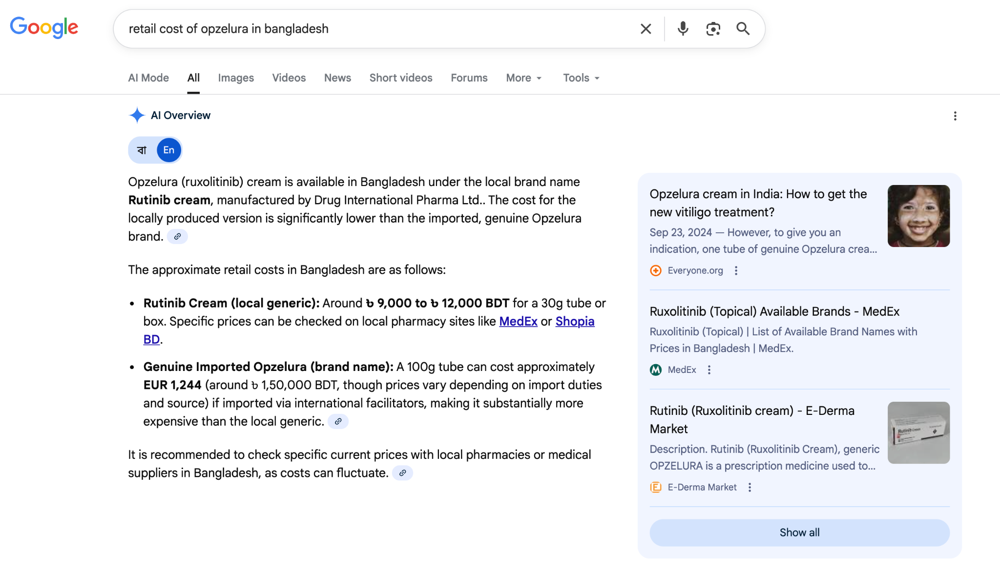 Google
retail cost of opzelura in bangladesh
AI Mode
All
Images
Videos
News
Short videos
Forums
More
Tools
AI Overview
বা
En
Opzelura (ruxolitinib) cream is available in Bangladesh under the local brand name
Rutinib cream, manufactured by Drug International Pharma Ltd.. The cost for the
locally produced version is significantly lower than the imported, genuine Opzelura
brand.
The approximate retail costs in Bangladesh are as follows:
• Rutinib Cream (local generic): Around ৳ 9,000 to ৳ 12,000 BDT for a 30g tube or
box. Specific prices can be checked on local pharmacy sites like MedEx or Shopia
BD.
• Genuine Imported Opzelura (brand name): A 100g tube can cost approximately
EUR 1,244 (around ৳ 1,50,000 BDT, though prices vary depending on import duties
and source) if imported via international facilitators, making it substantially more
expensive than the local generic.
It is recommended to check specific current prices with local pharmacies or medical
suppliers in Bangladesh, as costs can fluctuate.
Opzelura cream in India: How to get the
new vitiligo treatment?
Sep 23, 2024 — However, to give you an
indication, one tube of genuine Opzelura crea...
Everyone.org
Ruxolitinib (Topical) Available Brands - MedEx
Ruxolitinib (Topical) | List of Available Brand Names with
Prices in Bangladesh | MedEx.
M
MedEx
Rutinib (Ruxolitinib cream) - E-Derma
Market
Description. Rutinib (Ruxolitinib Cream), generic
OPZELURA is a prescription medicine used to...
Rutinib Cream
E
E-Derma Market
Show all